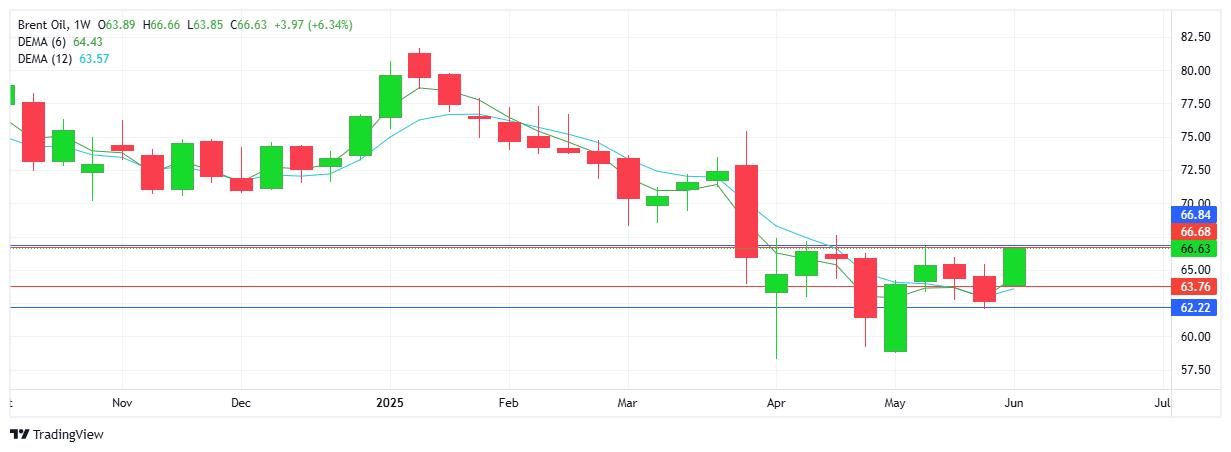 Brent Oil, 1W O63.89 H66.66 L63.85 C66.63 +3.97 (+6.34%)
DEMA (6) 64.43
DEMA (12) 63.57
82.50
80.00
77.50
75.00
72.50
70.00
66.84
66.68
66.63
65.00
63.76
62.22
60.00
57.50
Nov Dec 2025 Feb Mar Apr May Jun Jul
TradingView